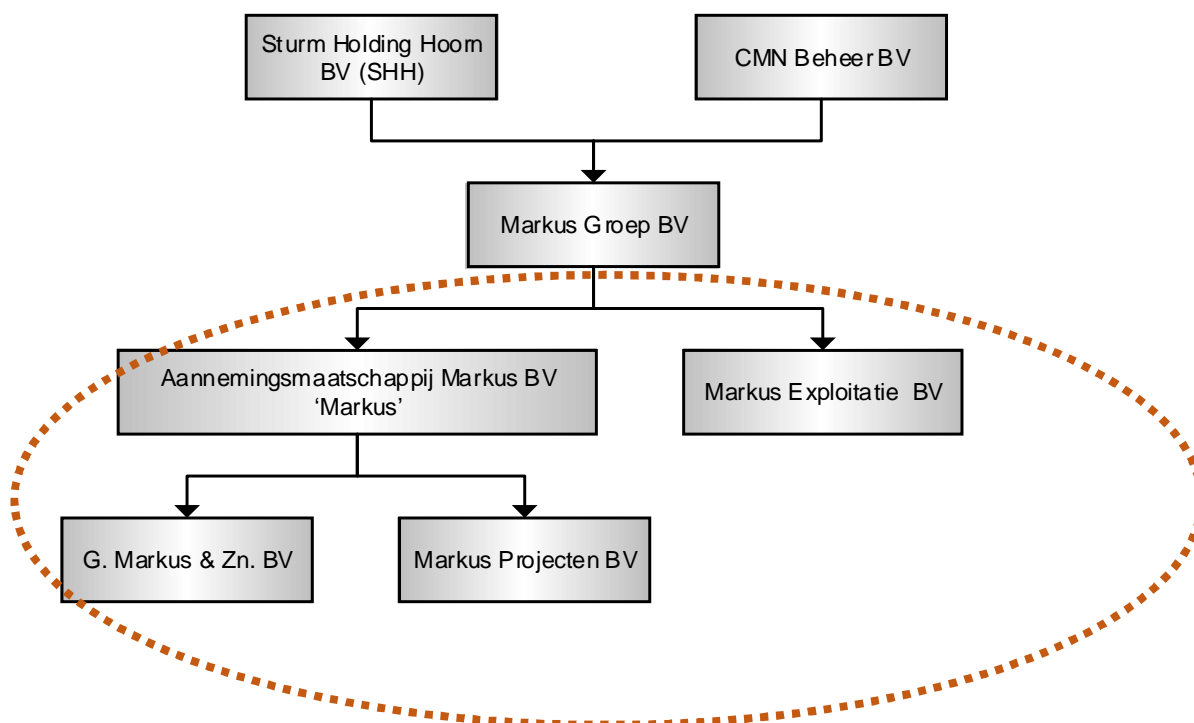 Sturm Holding Hoorn
BV (SHH)
CMN Beheer BV
Markus Groep BV
Aannemingsmaatschappij Markus BV
‘Markus’
Markus Exploitatie BV
G. Markus & Zn. BV
Markus Projecten BV